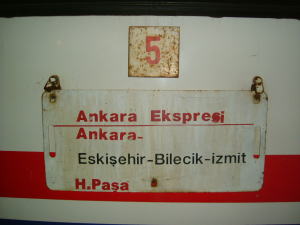 5
Ankara Ekspresi
Ankara-
Eskişehir-Bilecik-izmit
H.Paşa